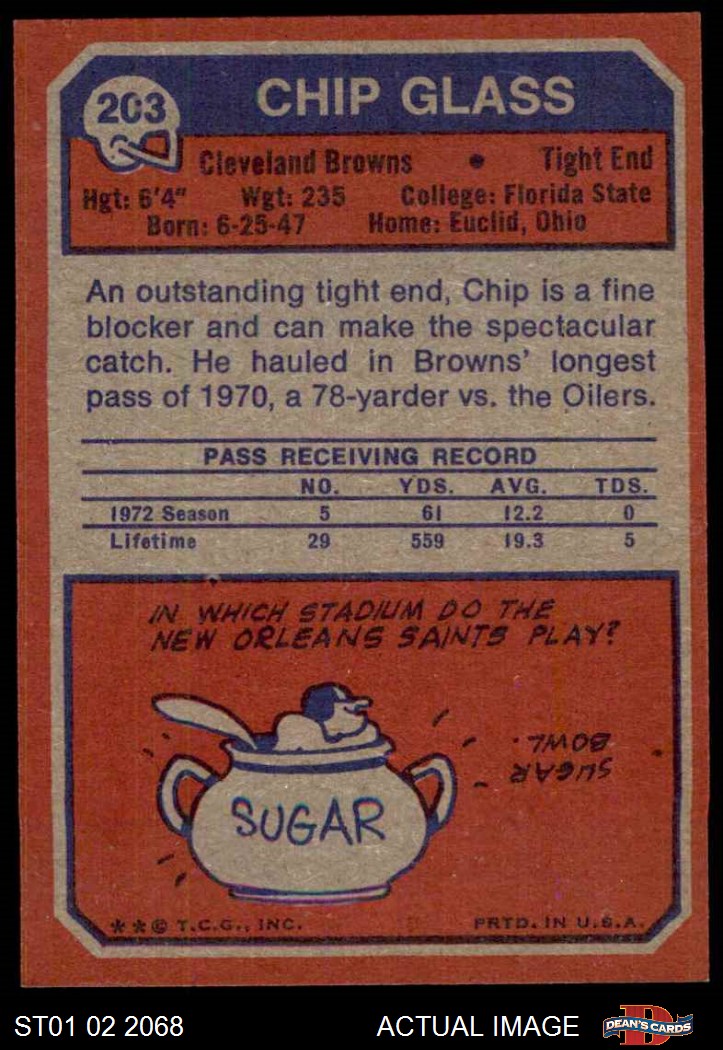 203
CHIP GLASS
Cleveland Browns • Tight End
Hgt: 6'4" Wgt: 235 College: Florida State
Born: 6-25-47 Home: Euclid, Ohio
An outstanding tight end, Chip is a fine
blocker and can make the spectacular
catch. He hauled in Browns' longest
pass of 1970, a 78-yarder vs. the Oilers.
PASS RECEIVING RECORD
NO. YDS. AVG. TDS.
1972 Season 5 61 12.2 0
Lifetime 29 559 19.3 5
IN WHICH STADIUM DO THE
NEW ORLEANS SAINTS PLAY?
SUGAR
BOWL.
SUGAR
* * © T.C.G., INC. PRTD. IN U.S.A.
ST01 02 2068 ACTUAL IMAGE
D
DEAN'S CARDS